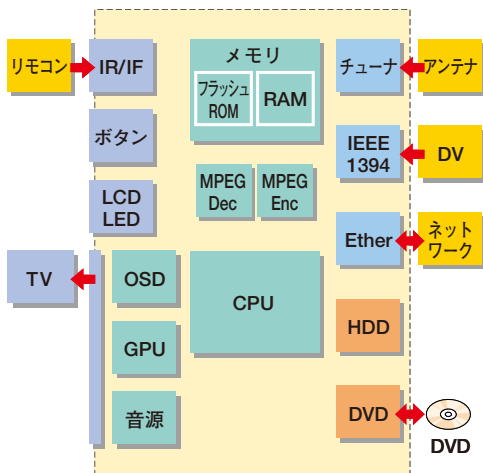 リモコン
IR/IF
ボタン
LCD
LED
TV
OSD
GPU
音源
メモリ
フラッシュ
ROM
RAM
MPEG
Dec
MPEG
Enc
CPU
チューナ
アンテナ
IEEE
1394
DV
Ether
ネット
ワーク
HDD
DVD
DVD